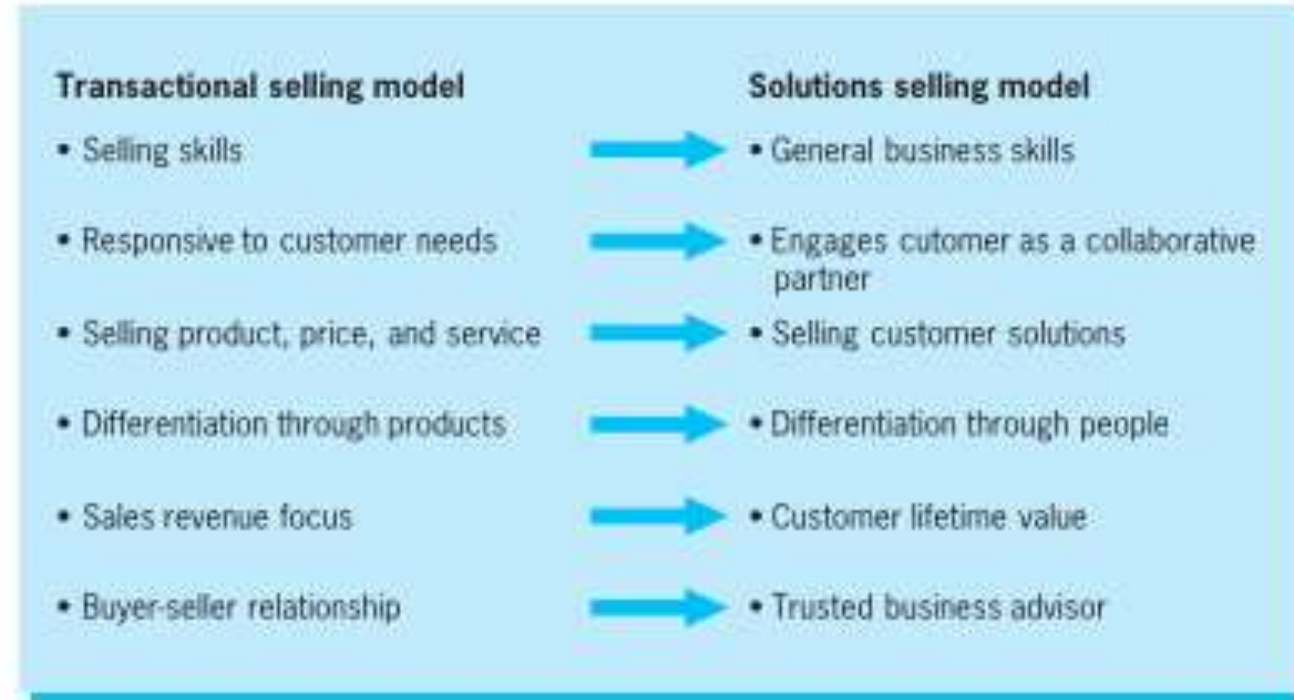 Transactional selling model Solutions selling model
• Selling skills • General business skills
• Responsive to customer needs • Engages cutomer as a collaborative
partner
• Selling product, price, and service • Selling customer solutions
• Differentiation through products • Differentiation through people
• Sales revenue focus • Customer lifetime value
• Buyer-seller relationship • Trusted business advisor